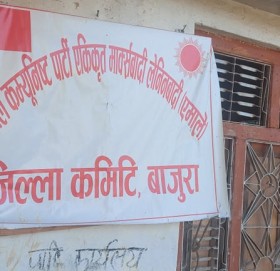 कम्यूनिष्ट पार्टी एकिकृत मार्क्सवादी लेनिनवादी एमाले
जिल्ला कमिटि, बाजुरा
पार्टी कार्यालय